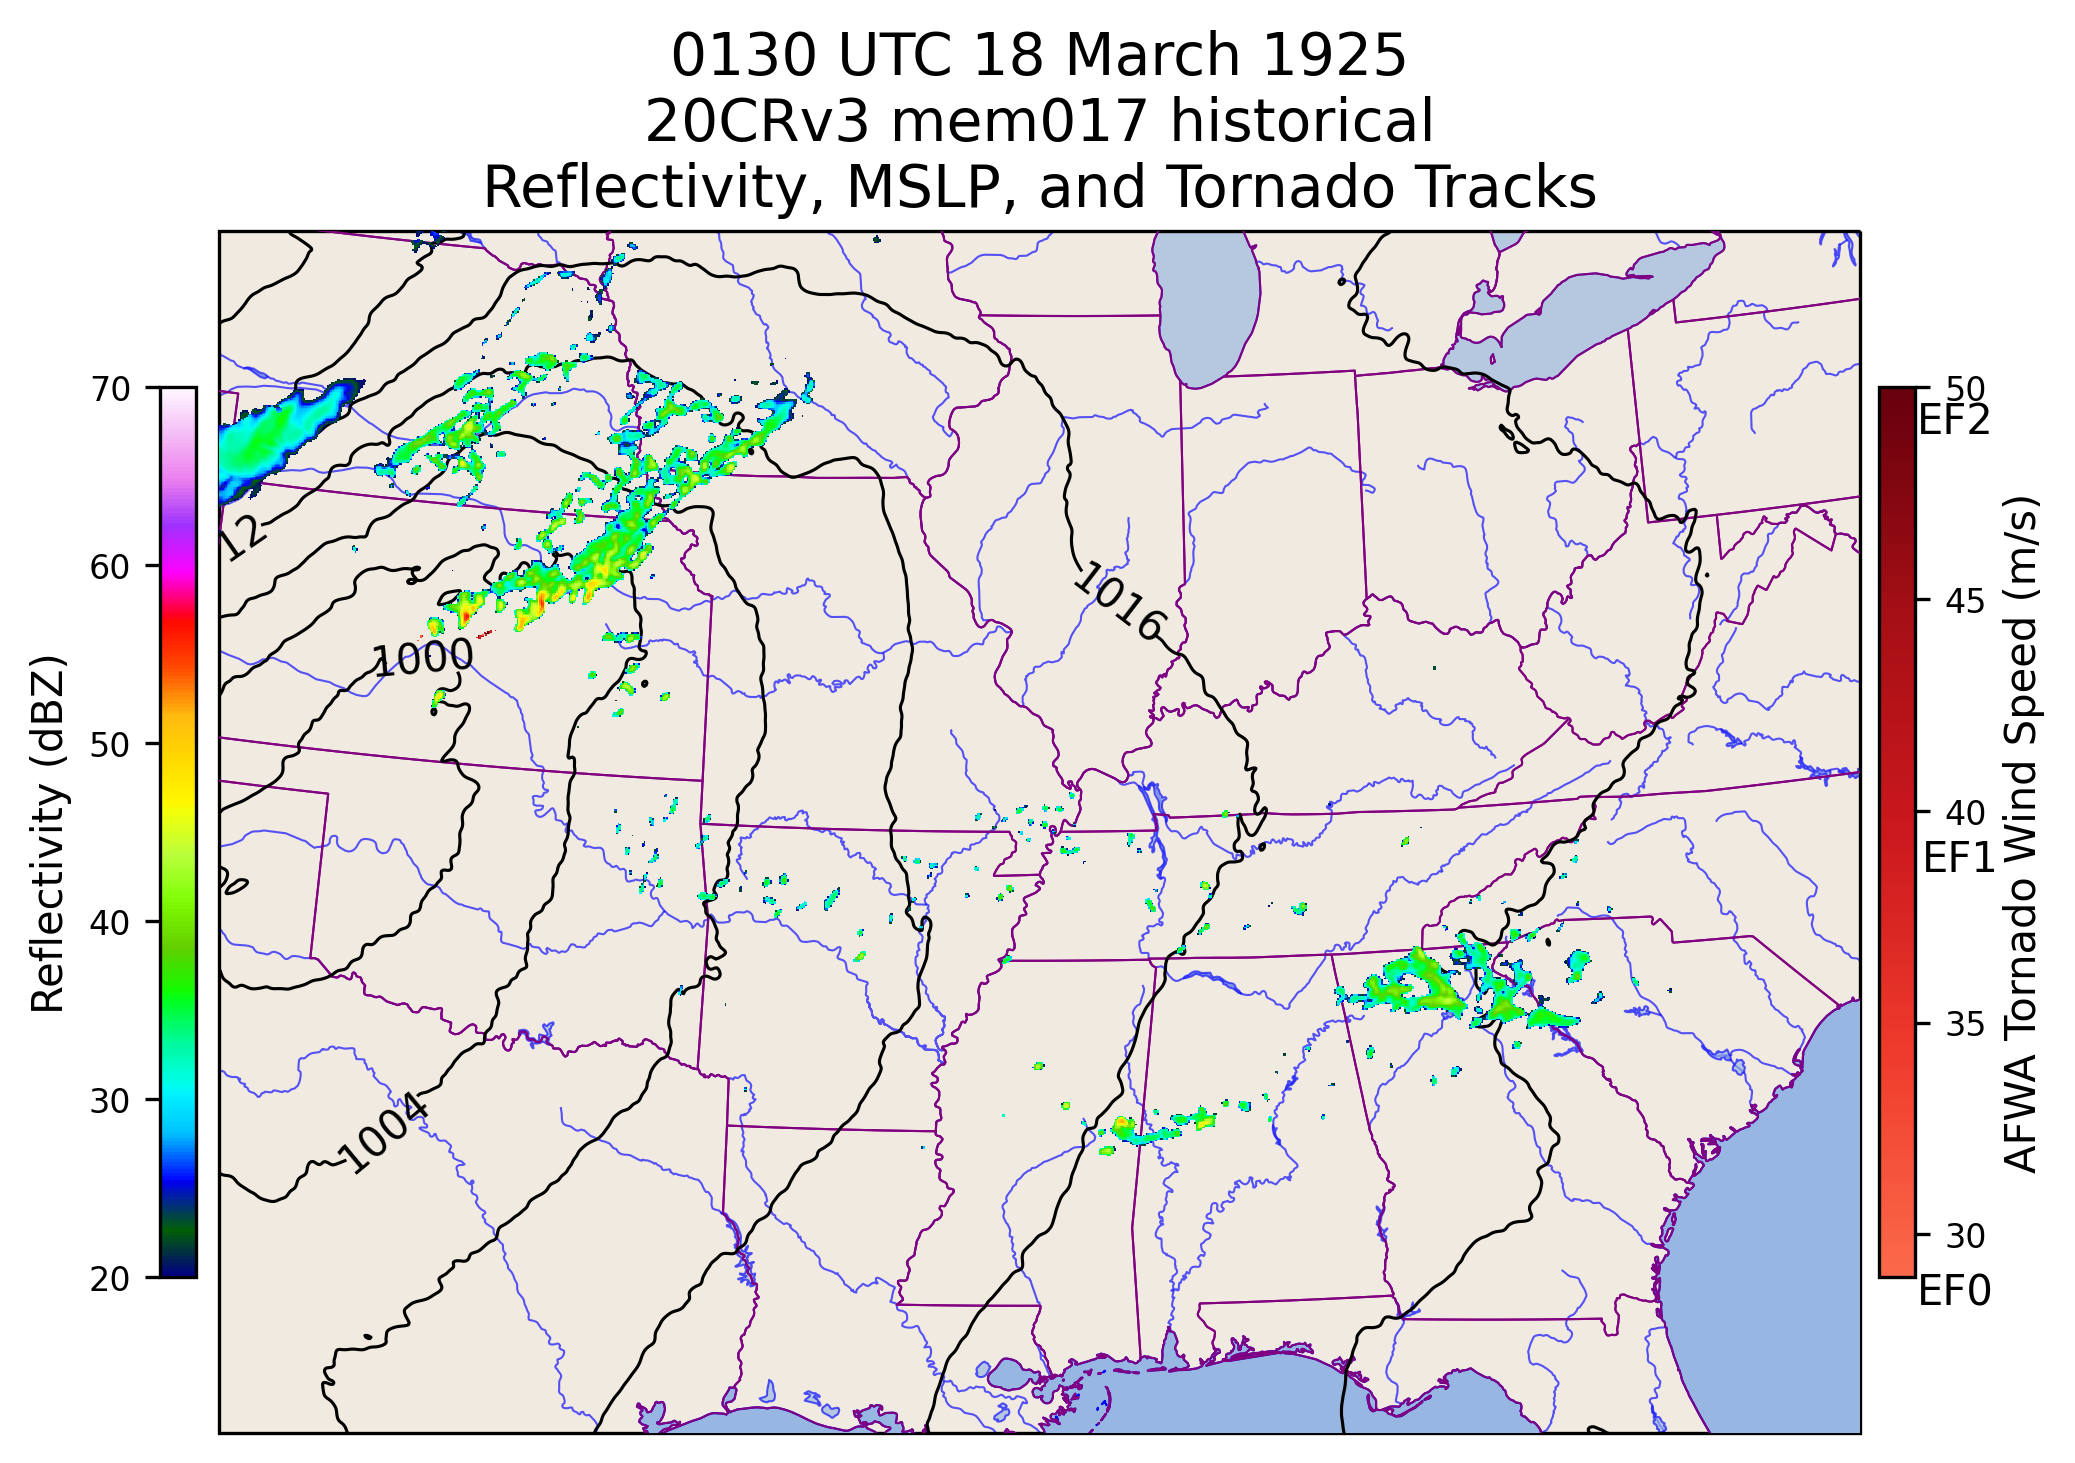 0130 UTC 18 March 1925
20CRv3 mem017 historical
Reflectivity, MSLP, and Tornado Tracks
70
60
50
40
30
20
Reflectivity (dBZ)
12
1000
1016
1004
50
EF2
45
40
EF1
35
30
EF0
AFWA Tornado Wind Speed (m/s)